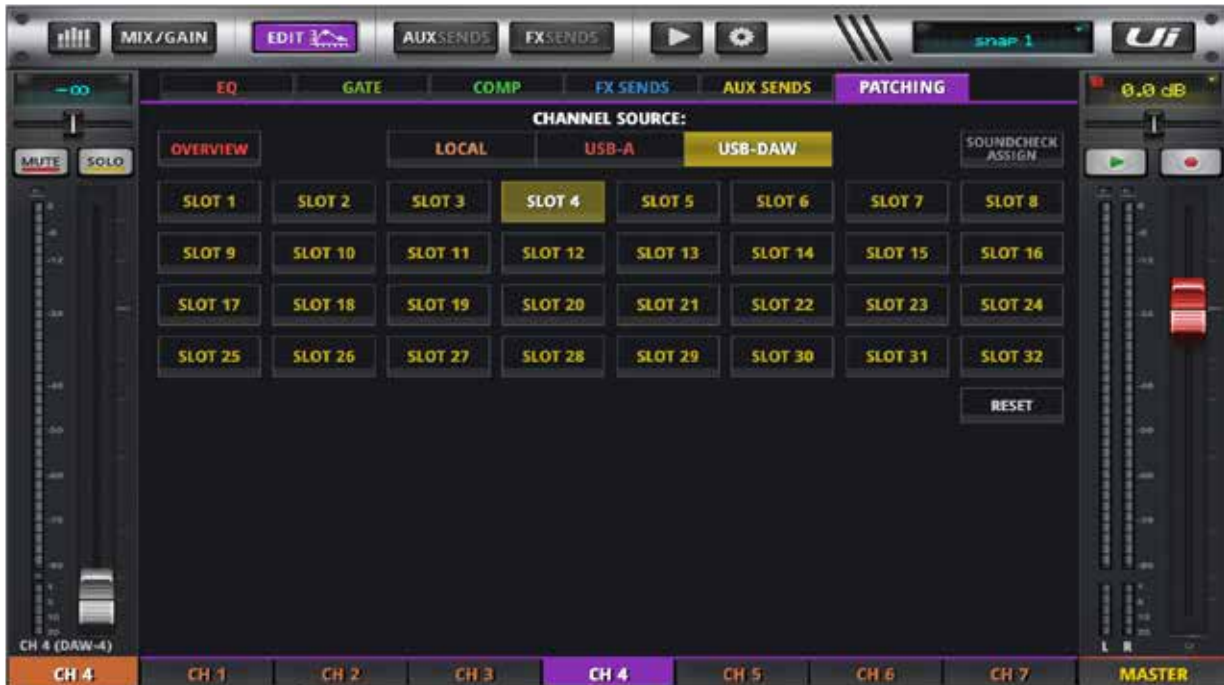 MIX/GAIN EDIT AUXSENDS FXSENDS snap 1 Ui
-∞ EQ GATE COMP FX SENDS AUX SENDS PATCHING 0.0 dB
CHANNEL SOURCE:
MUTE SOLO OVERVIEW LOCAL USB-A USB-DAW SOUNDCHECK ASSIGN
SLOT 1 SLOT 2 SLOT 3 SLOT 4 SLOT 5 SLOT 6 SLOT 7 SLOT 8
SLOT 9 SLOT 10 SLOT 11 SLOT 12 SLOT 13 SLOT 14 SLOT 15 SLOT 16
SLOT 17 SLOT 18 SLOT 19 SLOT 20 SLOT 21 SLOT 22 SLOT 23 SLOT 24
SLOT 25 SLOT 26 SLOT 27 SLOT 28 SLOT 29 SLOT 30 SLOT 31 SLOT 32
RESET
CH 4 (DAW-4) L R
CH 4 CH 1 CH 2 CH 3 CH 4 CH 5 CH 6 CH 7 MASTER